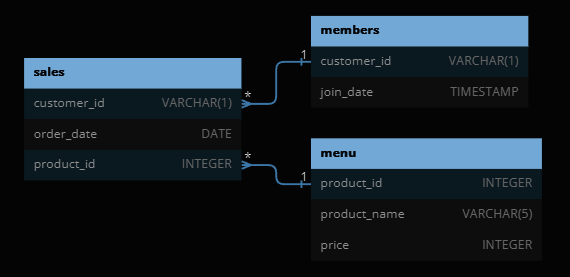 sales
customer_id VARCHAR(1)
order_date DATE
product_id INTEGER
*
*
1
1
members
customer_id VARCHAR(1)
join_date TIMESTAMP
menu
product_id INTEGER
product_name VARCHAR(5)
price INTEGER